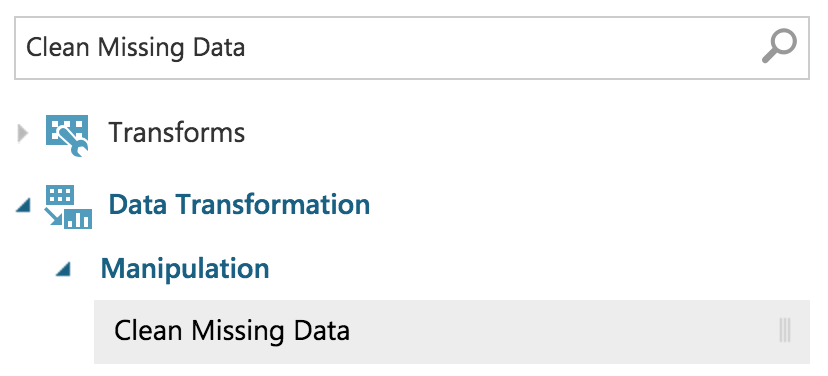 Clean Missing Data
Transforms
Data Transformation
Manipulation
Clean Missing Data